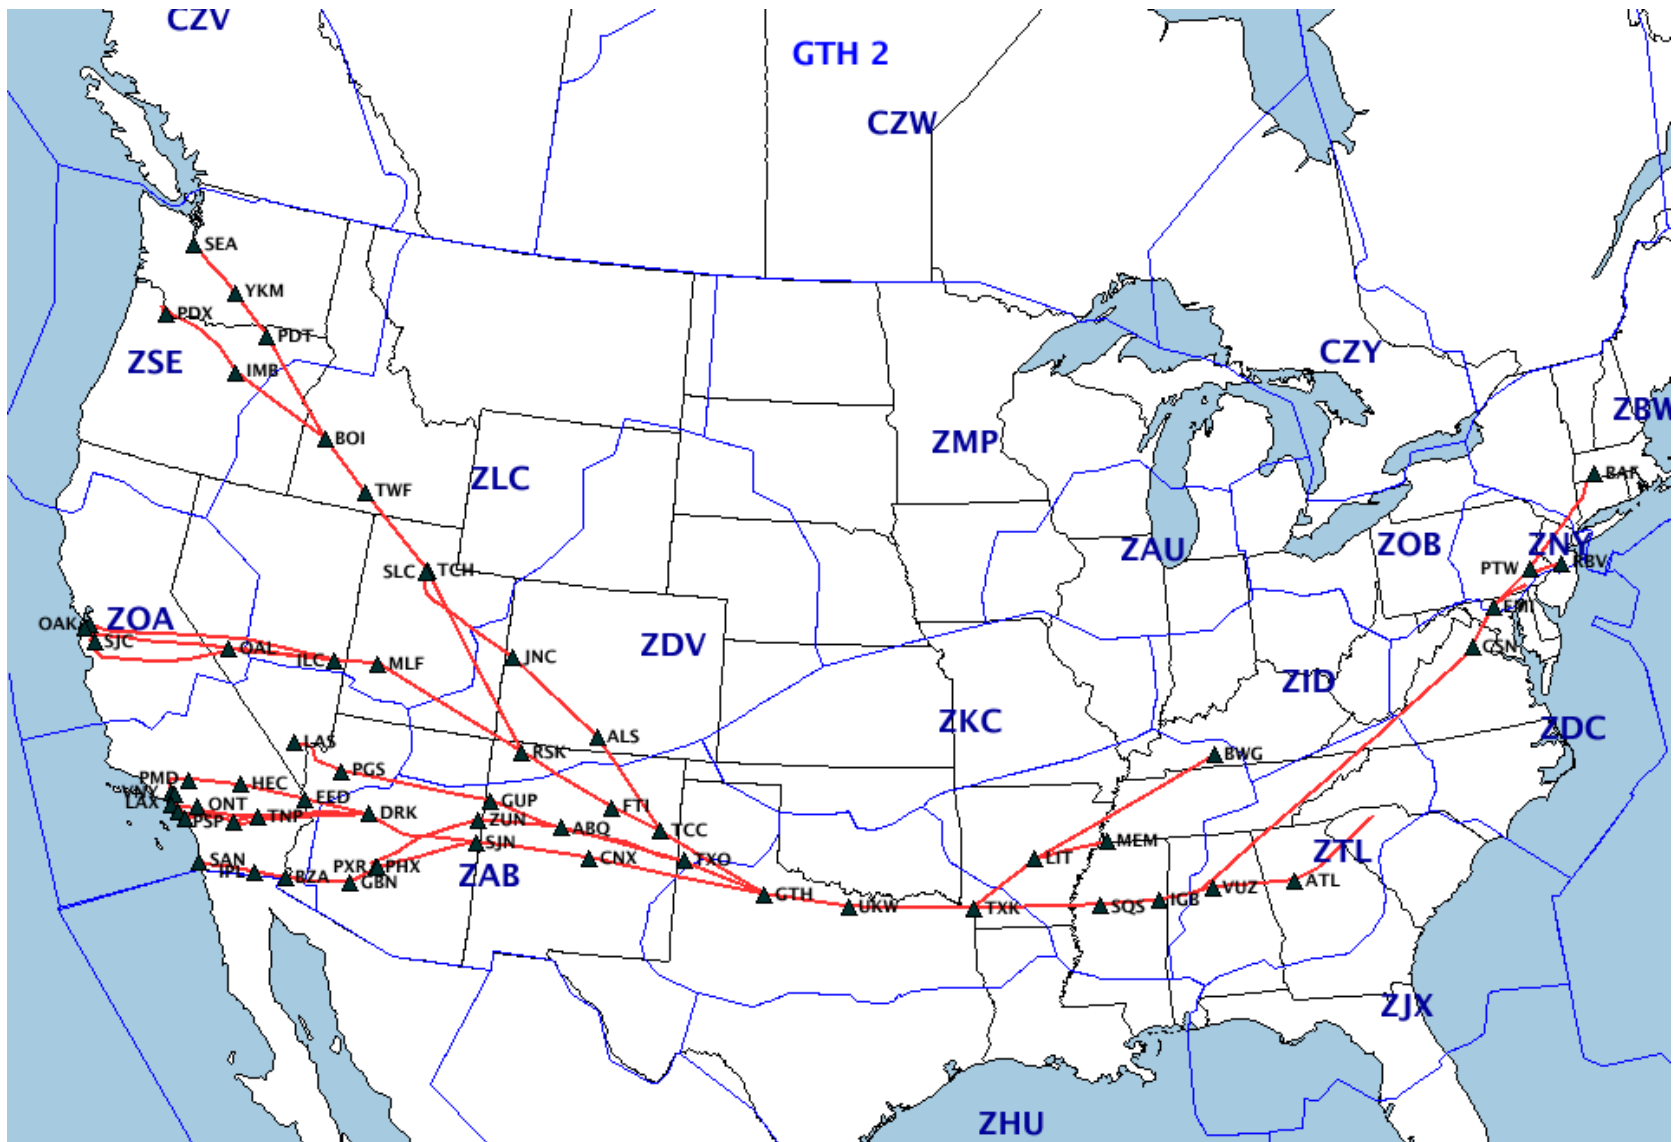 CZV
GTH 2
CZW
SEA
YKM
PDX
PDT
ZSE
CZY
IMB
ZBW
BOI
ZMP
ZLC
BAF
TWF
ZAU
ZOB
ZNY
SLC TCH
PTW
RBV
EMI
OAK
ZOA
SJC
OAL
ILC
MLF
JNC
ZDV
CSN
ZID
ZKC
ZDC
LAS
ALS
RSK
BWG
PGS
PMD
HEC
VNY
LAX
ONT
EED
GUP
FTI
PSP
TNP
DRK
ZUN
ABQ
TCC
SJN
MEM
ZTL
SAN
IPL
BZA
PXR
PHX
GBN
ZAB
CNX
TXO
LIT
ATL
VUZ
GTH
UKW
TXK
SQS
IGB
ZJX
ZHU